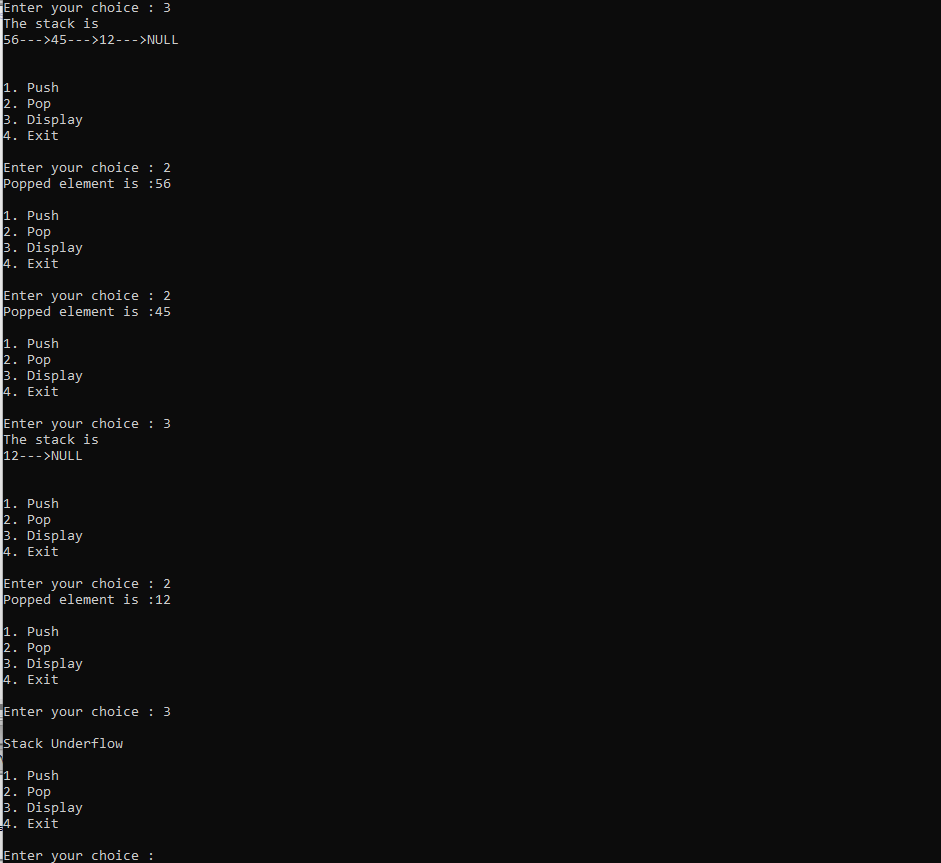 Enter your choice : 3
The stack is
56--->45--->12--->NULL
1. Push
2. Pop
3. Display
4. Exit
Enter your choice : 2
Popped element is :56
1. Push
2. Pop
3. Display
4. Exit
Enter your choice : 2
Popped element is :45
1. Push
2. Pop
3. Display
4. Exit
Enter your choice : 3
The stack is
12--->NULL
1. Push
2. Pop
3. Display
4. Exit
Enter your choice : 2
Popped element is :12
1. Push
2. Pop
3. Display
4. Exit
Enter your choice : 3
Stack Underflow
1. Push
2. Pop
3. Display
4. Exit
Enter your choice :